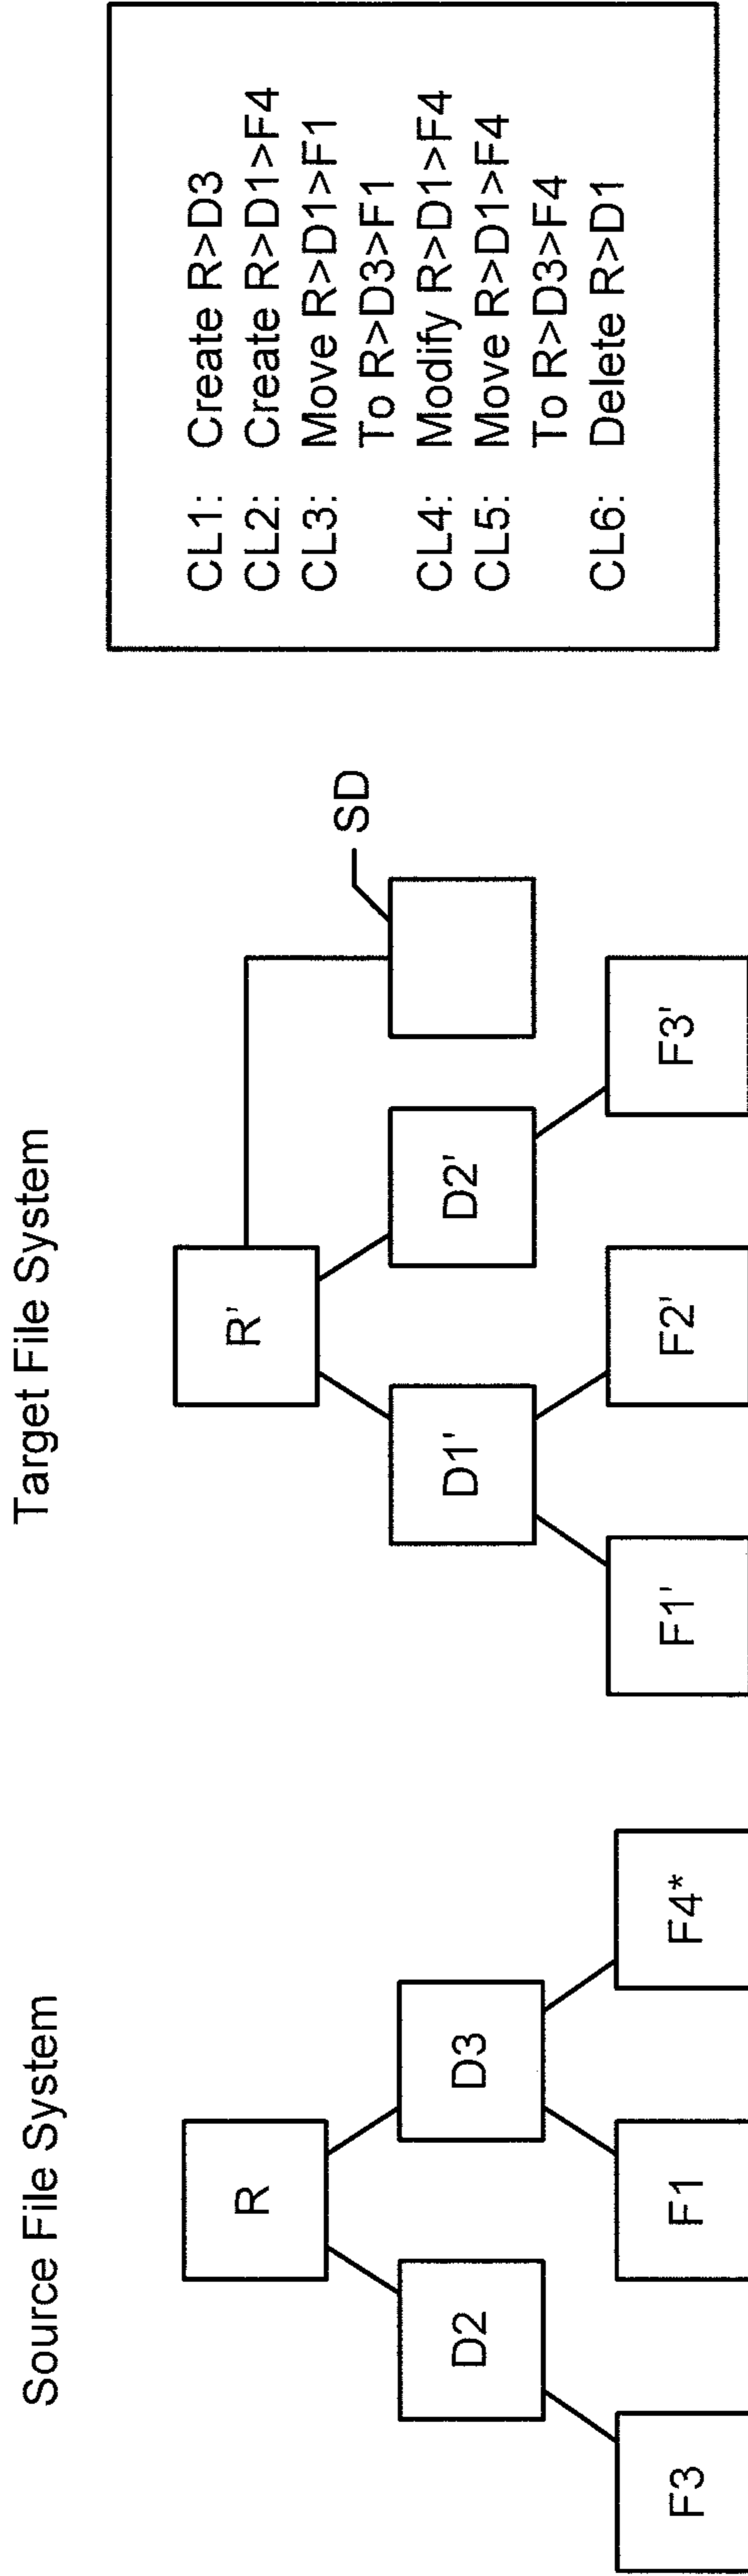 Source File System
R
D2
D3
F3
F1
F4*
Target File System
R'
D1'
D2'
SD
F1'
F2'
F3'
CL1: Create R>D3
CL2: Create R>D1>F4
CL3: Move R>D1>F1
To R>D3>F1
CL4: Modify R>D1>F4
CL5: Move R>D1>F4
To R>D3>F4
CL6: Delete R>D1